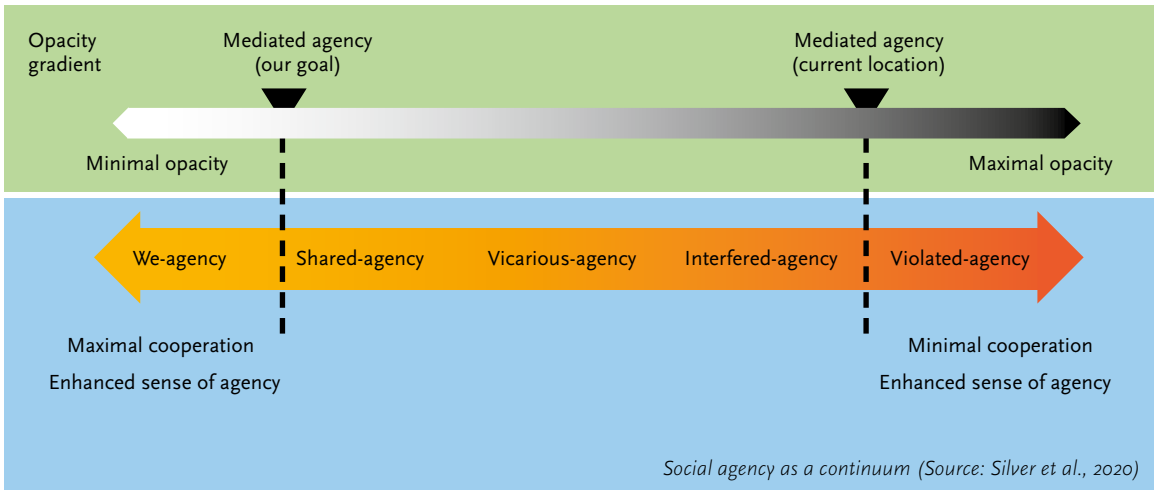 Opacity
gradient
Mediated agency
(our goal)
Mediated agency
(current location)
Minimal opacity
Maximal opacity
We-agency
Shared-agency
Vicarious-agency
Interfered-agency
Violated-agency
Maximal cooperation
Enhanced sense of agency
Minimal cooperation
Enhanced sense of agency
Social agency as a continuum (Source: Silver et al., 2020)